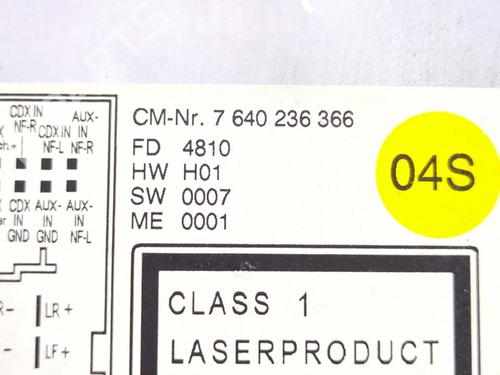 CM-Nr. 7 640 236 366
FD 4810
HW H01
SW 0007
ME 0001
04S
CLASS 1
LASERPRODUCT
CDX IN AUX-
NF-R IN
CDX IN NF-R
NF-L
CDX AUX- AUX-
IN IN IN
GND GND NF-L
R- LR+
- LF+